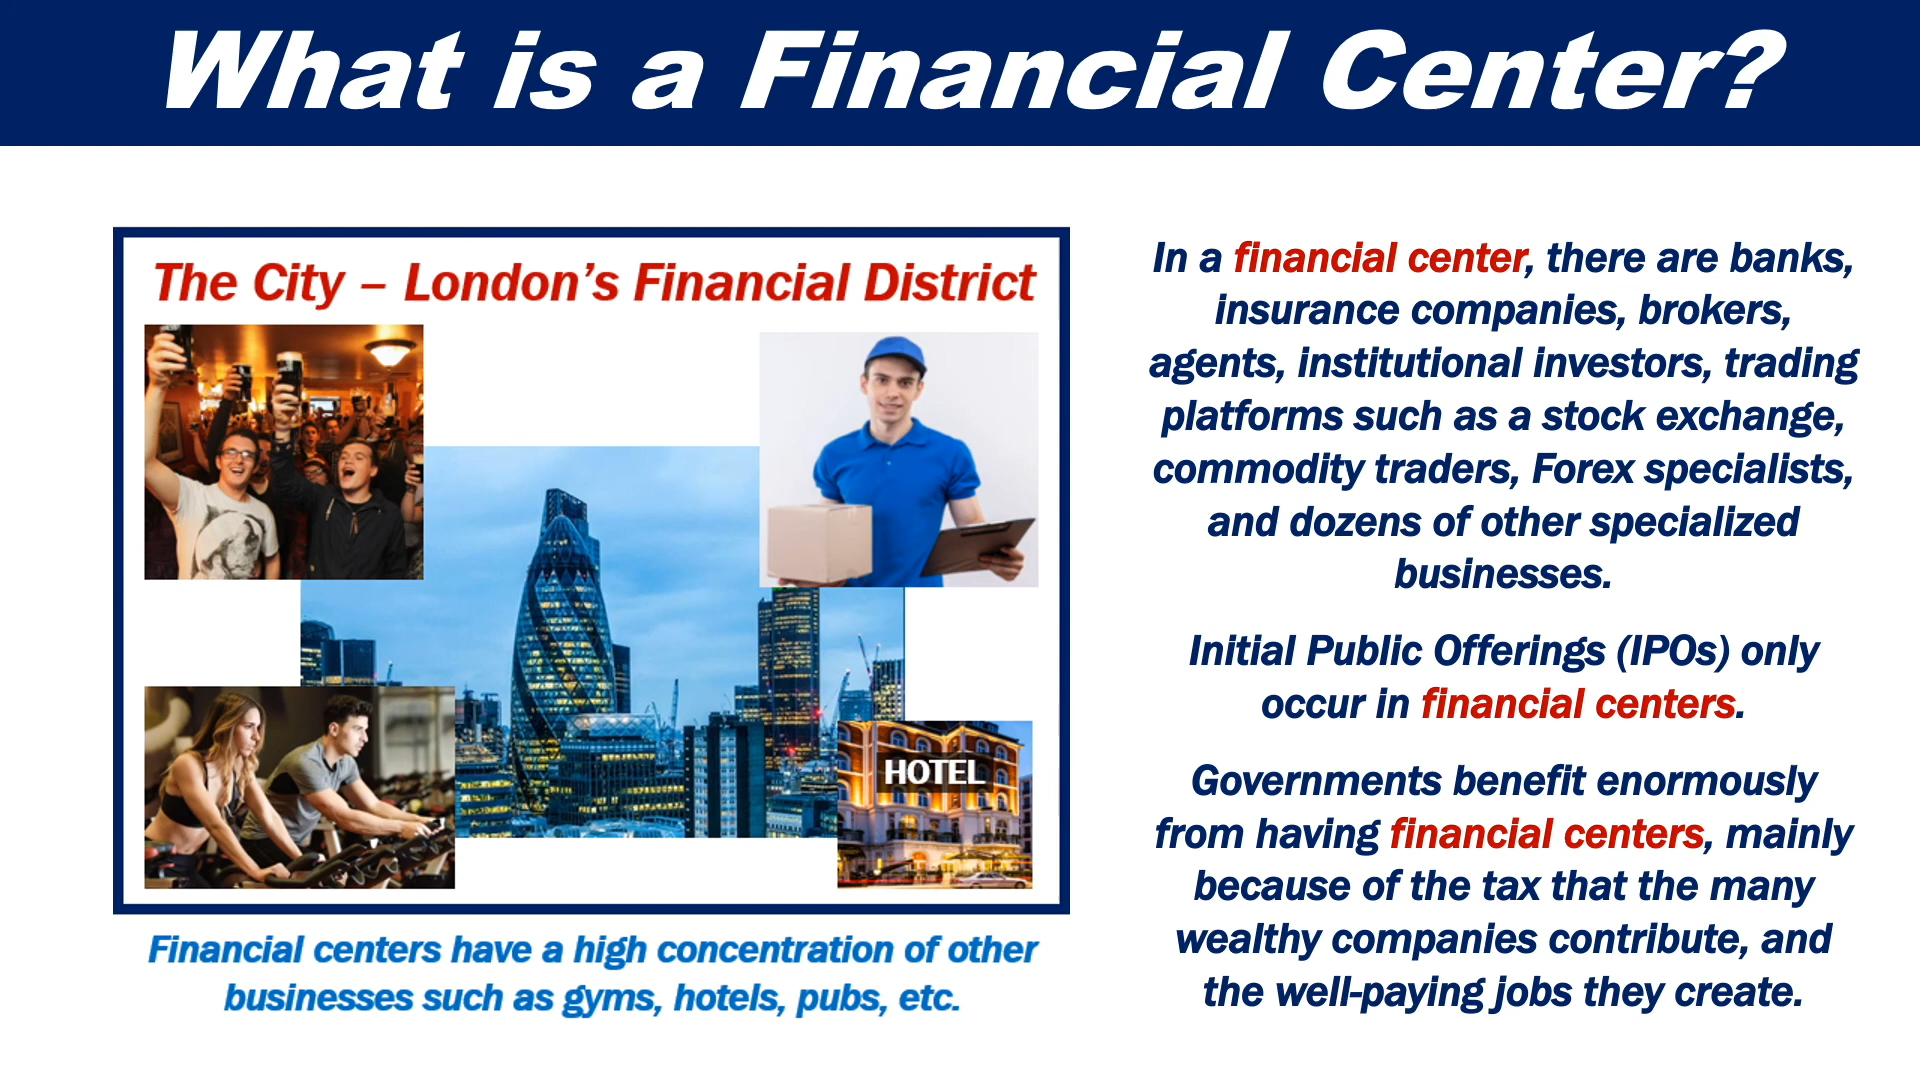 What is a Financial Center?
The City – London’s Financial District
HOTEL
Financial centers have a high concentration of other
businesses such as gyms, hotels, pubs, etc.
In a financial center, there are banks,
insurance companies, brokers,
agents, institutional investors, trading
platforms such as a stock exchange,
commodity traders, Forex specialists,
and dozens of other specialized
businesses.
Initial Public Offerings (IPOs) only
occur in financial centers.
Governments benefit enormously
from having financial centers, mainly
because of the tax that the many
wealthy companies contribute, and
the well-paying jobs they create.